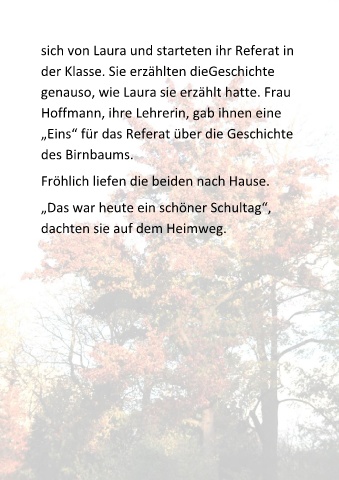 sich von Laura und starteten ihr Referat in
der Klasse. Sie erzählten dieGeschichte
genauso, wie Laura sie erzählt hatte. Frau
Hoffmann, ihre Lehrerin, gab ihnen eine
„Eins“ für das Referat über die Geschichte
des Birnbaums.
Fröhlich liefen die beiden nach Hause.
„Das war heute ein schöner Schultag“,
dachten sie auf dem Heimweg.